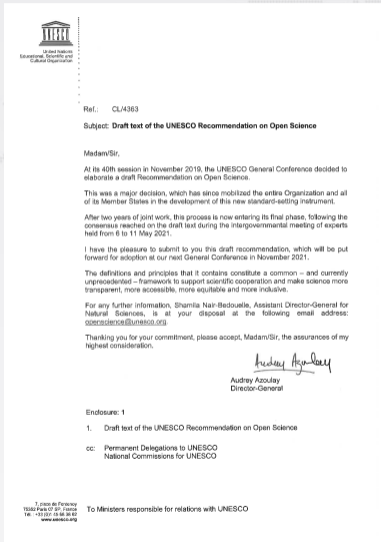 UNESCO
United Nations
Educational, Scientific and
Cultural Organization
Ref.: CL/4363
Subject: Draft text of the UNESCO Recommendation on Open Science
Madam/Sir,
At its 40th session in November 2019, the UNESCO General Conference decided to
elaborate a draft Recommendation on Open Science.
This was a major decision, which has since mobilized the entire Organization and all
of its Member States in the development of this new standard-setting instrument.
After two years of joint work, this process is now entering its final phase, following the
consensus reached on the draft text during the intergovernmental meeting of experts
held from 6 to 11 May 2021.
I have the pleasure to submit to you this draft recommendation, which will be put
forward for adoption at our next General Conference in November 2021.
The definitions and principles that it contains constitute a common – and currently
unprecedented – framework to support scientific cooperation and make science more
transparent, more accessible, more equitable and more inclusive.
For any further information, Shamila Nair-Bedouelle, Assistant Director-General for
Natural Sciences, is at your disposal at the following email address:
openscience@unesco.org.
Thanking you for your commitment, please accept, Madam/Sir, the assurances of my
highest consideration.
Audrey Azoulay
Audrey Azoulay
Director-General
Enclosure: 1
1. Draft text of the UNESCO Recommendation on Open Science
cc: Permanent Delegations to UNESCO
National Commissions for UNESCO
7, place de Fontenoy
75352 Paris 07 SP, France
Tél.: +33 (0)1 45 68
www.unesco.org
To Ministers responsible for relations with UNESCO